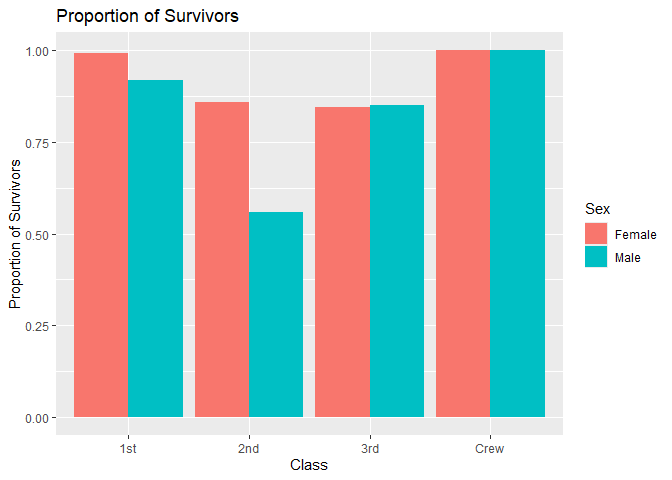 Proportion of Survivors
Proportion of Survivors
1.00
0.75
0.50
0.25
0.00
1st 2nd 3rd Crew
Class
Sex
Female
Male